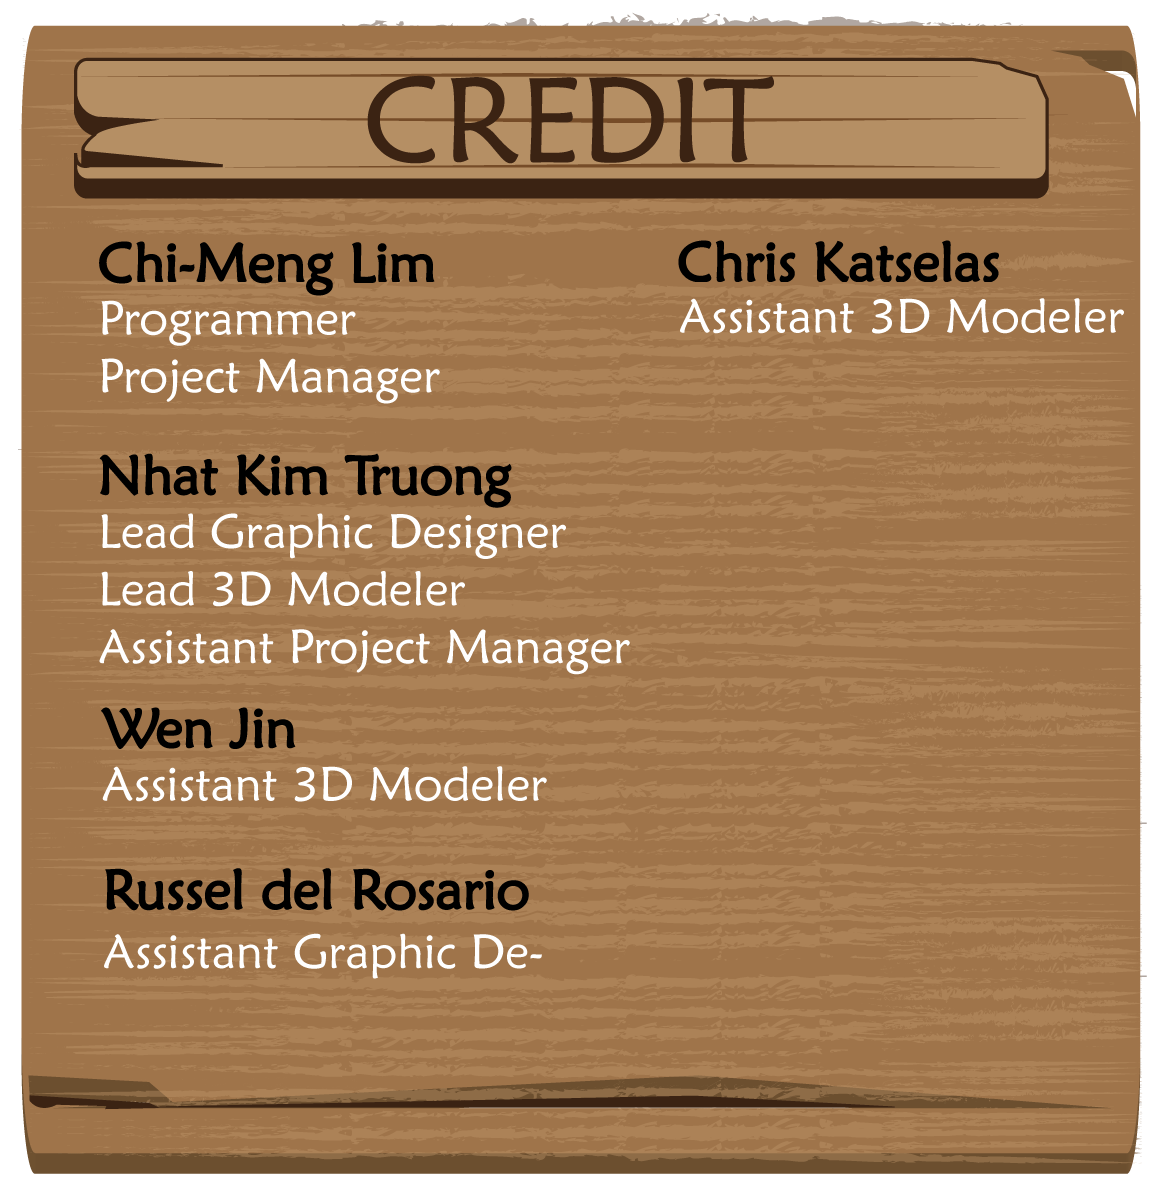 CREDIT
Chi-Meng Lim
Programmer
Project Manager
Nhat Kim Truong
Lead Graphic Designer
Lead 3D Modeler
Assistant Project Manager
Wen Jin
Assistant 3D Modeler
Russel del Rosario
Assistant Graphic De-
Chris Katselas
Assistant 3D Modeler